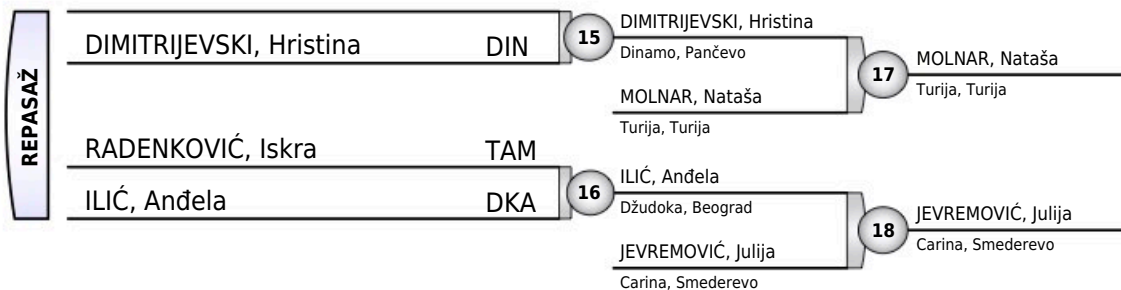 REPASAŽ
DIMITRIJEVSKI, Hristina DIN
RADENKOVIĆ, Iskra TAM
ILIĆ, Anđela DKA
15
16
DIMITRIJEVSKI, Hristina
Dinamo, Pančevo
MOLNAR, Nataša
Turija, Turija
ILIĆ, Anđela
Džudoka, Beograd
JEVREMOVIĆ, Julija
Carina, Smederevo
17
18
MOLNAR, Nataša
Turija, Turija
JEVREMOVIĆ, Julija
Carina, Smederevo